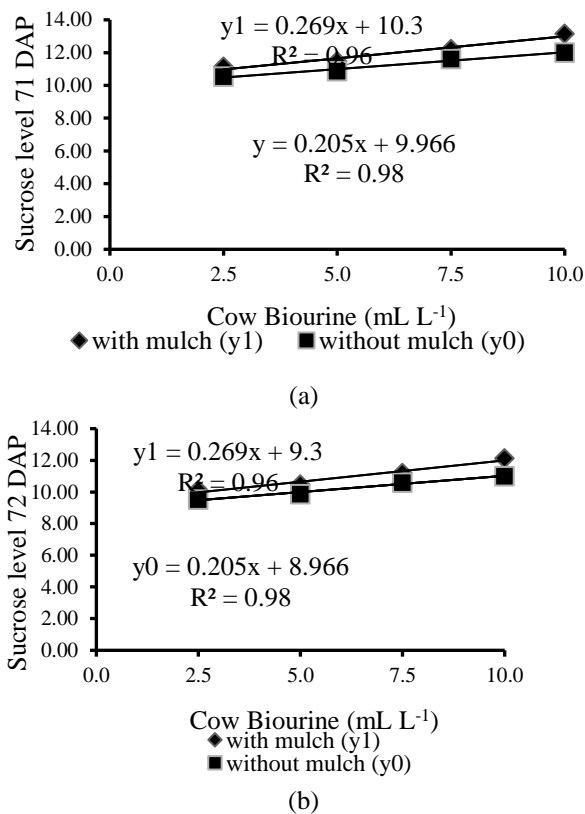 14.00
12.00
10.00
8.00
6.00
4.00
2.00
0.00
Sucrose level 71 DAP
y1 = 0.269x + 10.3
R² = 0.96
y = 0.205x + 9.966
R² = 0.98
0.0 2.5 5.0 7.5 10.0
Cow Biourine (mL L-1)
with mulch (y1) without mulch (y0)
(a)
14.00
12.00
10.00
8.00
6.00
4.00
2.00
0.00
Sucrose level 72 DAP
y1 = 0.269x + 9.3
R² = 0.96
y0 = 0.205x + 8.966
R² = 0.98
0.0 2.5 5.0 7.5 10.0
Cow Biourine (mL L-1)
with mulch (y1)
without mulch (y0)
(b)